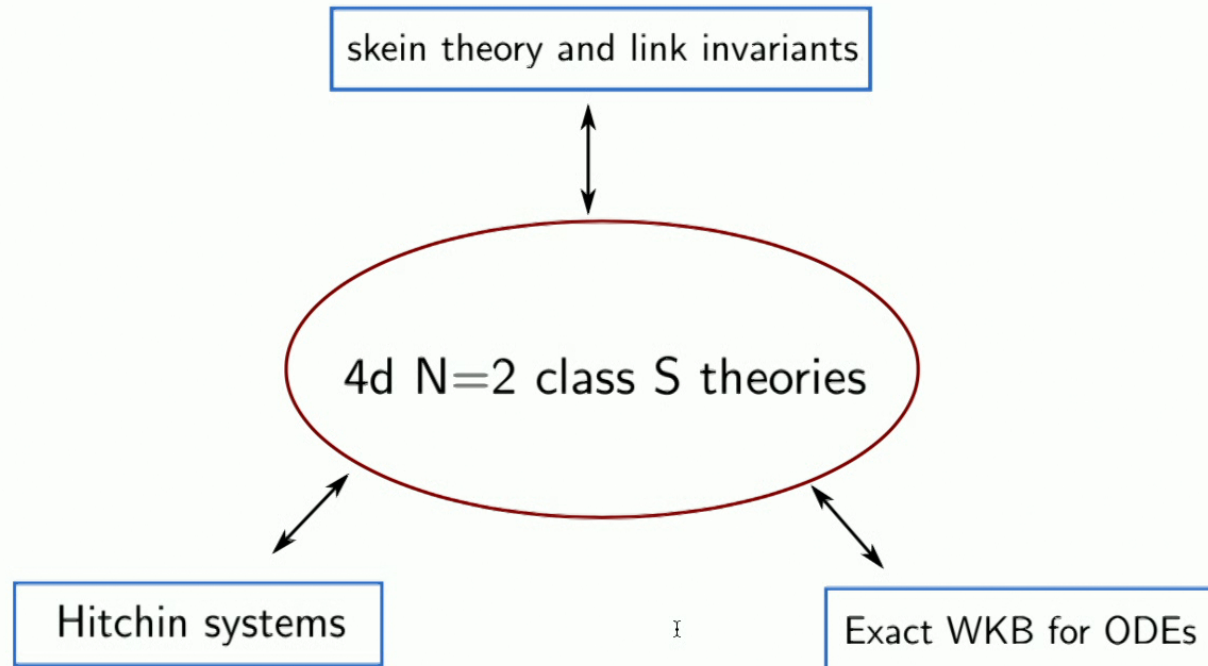 skein theory and link invariants
4d N=2 class S theories
Hitchin systems
Exact WKB for ODEs